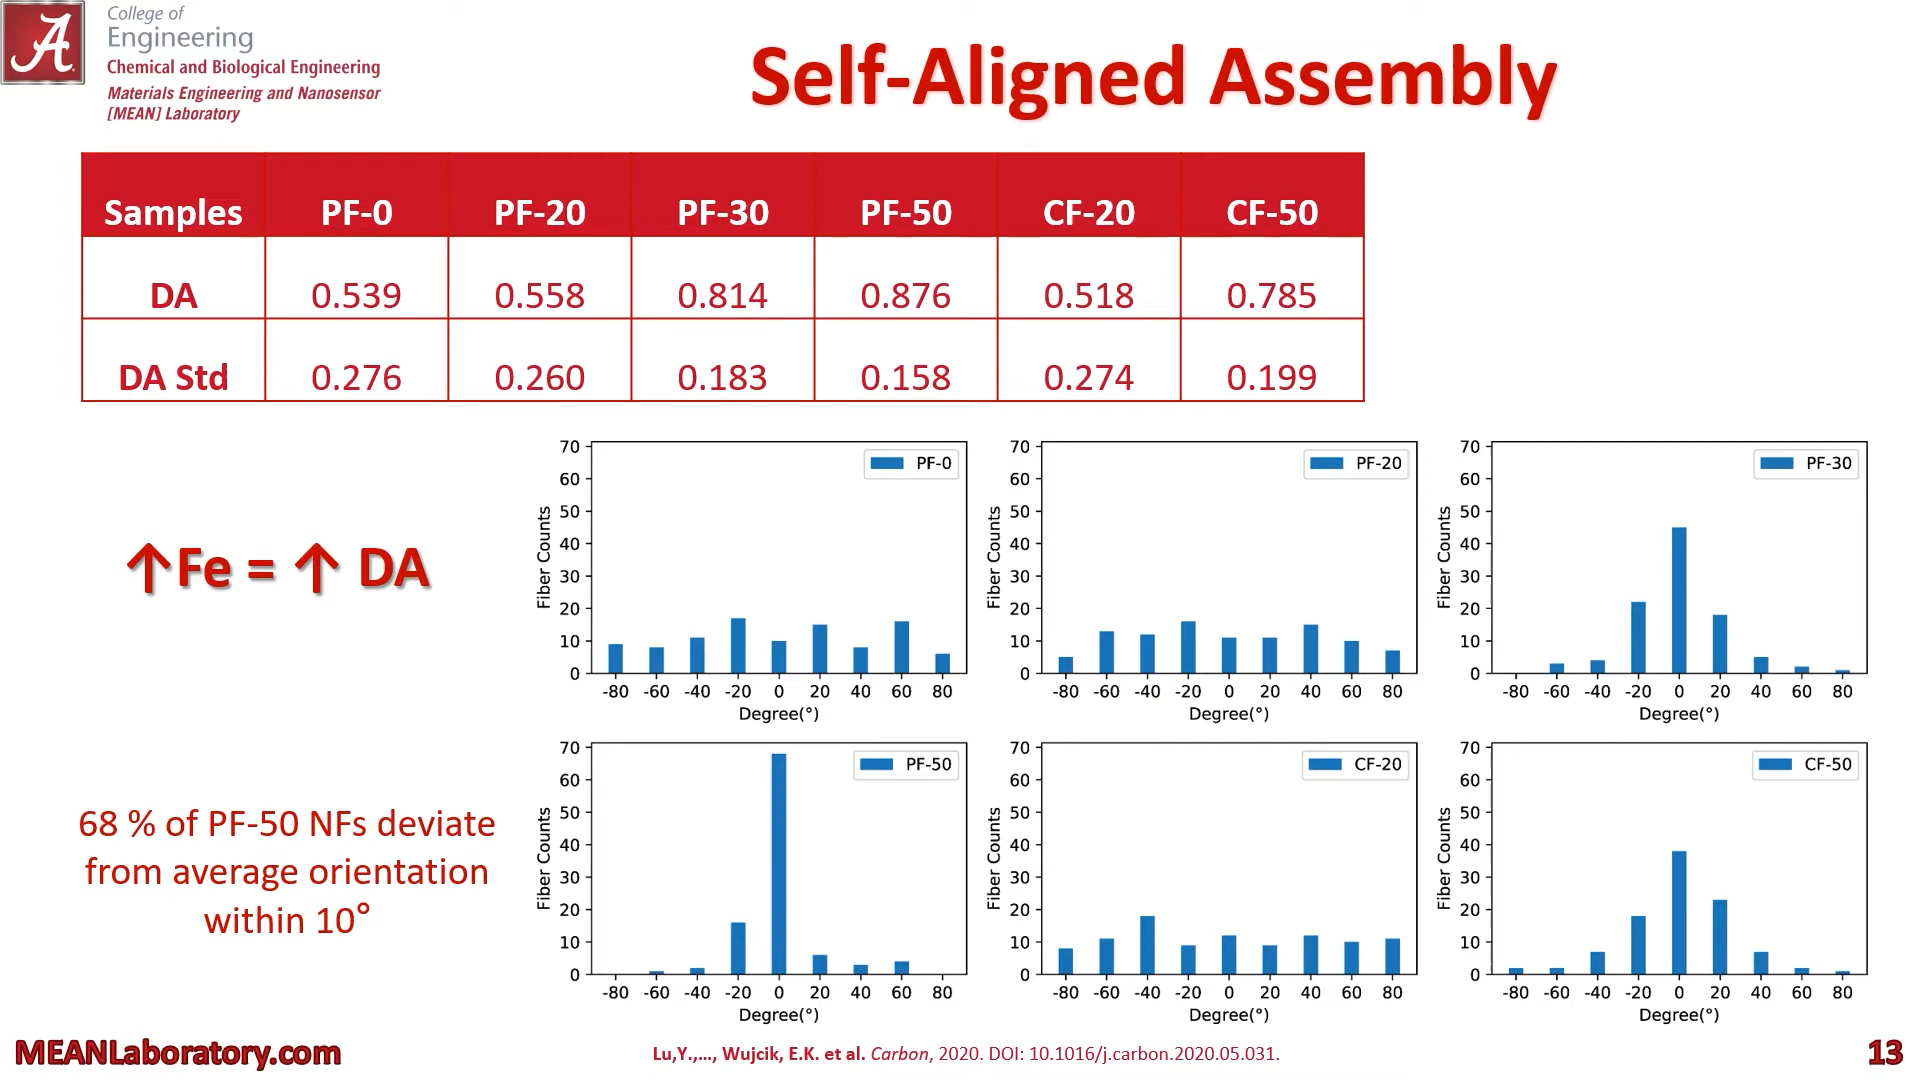 College of
Engineering
Chemical and Biological Engineering
Materials Engineering and Nanosensor
[MEAN] Laboratory
Self-Aligned Assembly
Samples PF-0 PF-20 PF-30 PF-50 CF-20 CF-50
DA 0.539 0.558 0.814 0.876 0.518 0.785
DA Std 0.276 0.260 0.183 0.158 0.274 0.199
↑Fe = ↑ DA
68 % of PF-50 NFs deviate
from average orientation
within 10°
PF-0
Fiber Counts
70
60
50
40
30
20
10
0
-80 -60 -40 -20 0 20 40 60 80
Degree(°)
PF-20
Fiber Counts
70
60
50
40
30
20
10
0
-80 -60 -40 -20 0 20 40 60 80
Degree(°)
PF-30
Fiber Counts
70
60
50
40
30
20
10
0
-80 -60 -40 -20 0 20 40 60 80
Degree(°)
PF-50
Fiber Counts
70
60
50
40
30
20
10
0
-80 -60 -40 -20 0 20 40 60 80
Degree(°)
CF-20
Fiber Counts
70
60
50
40
30
20
10
0
-80 -60 -40 -20 0 20 40 60 80
Degree(°)
CF-50
Fiber Counts
70
60
50
40
30
20
10
0
-80 -60 -40 -20 0 20 40 60 80
Degree(°)
MEANLaboratory.com
Lu,Y.,…, Wujcik, E.K. et al. Carbon, 2020. DOI: 10.1016/j.carbon.2020.05.031.
13